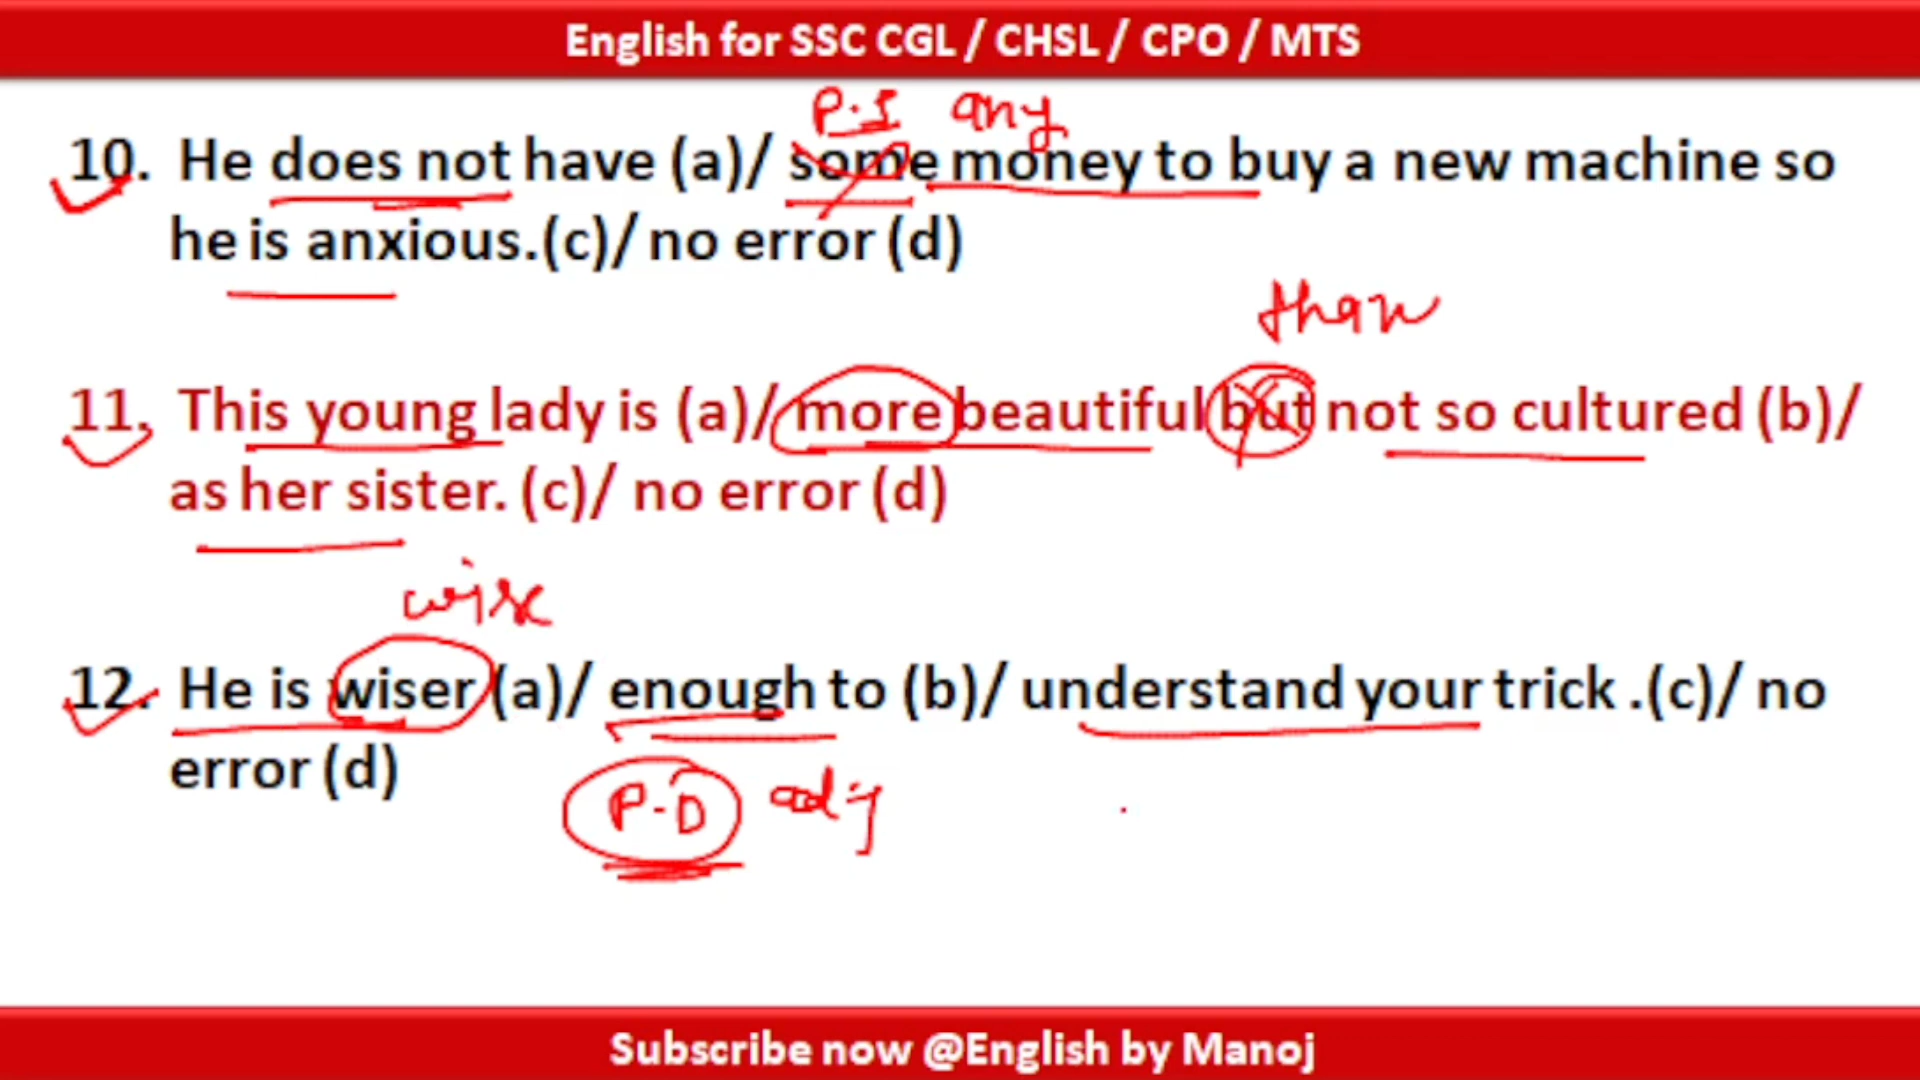 English for SSC CGL / CHSL / CPO / MTS
P.S any
10. He does not have (a)/ some money to buy a new machine so
he is anxious.(c)/ no error (d)
than
11. This young lady is (a)/ more beautiful but not so cultured (b)/
as her sister. (c)/ no error (d)
wise
12. He is wiser (a)/ enough to (b)/ understand your trick .(c)/ no
error (d)
P.D adj
Subscribe now @English by Manoj